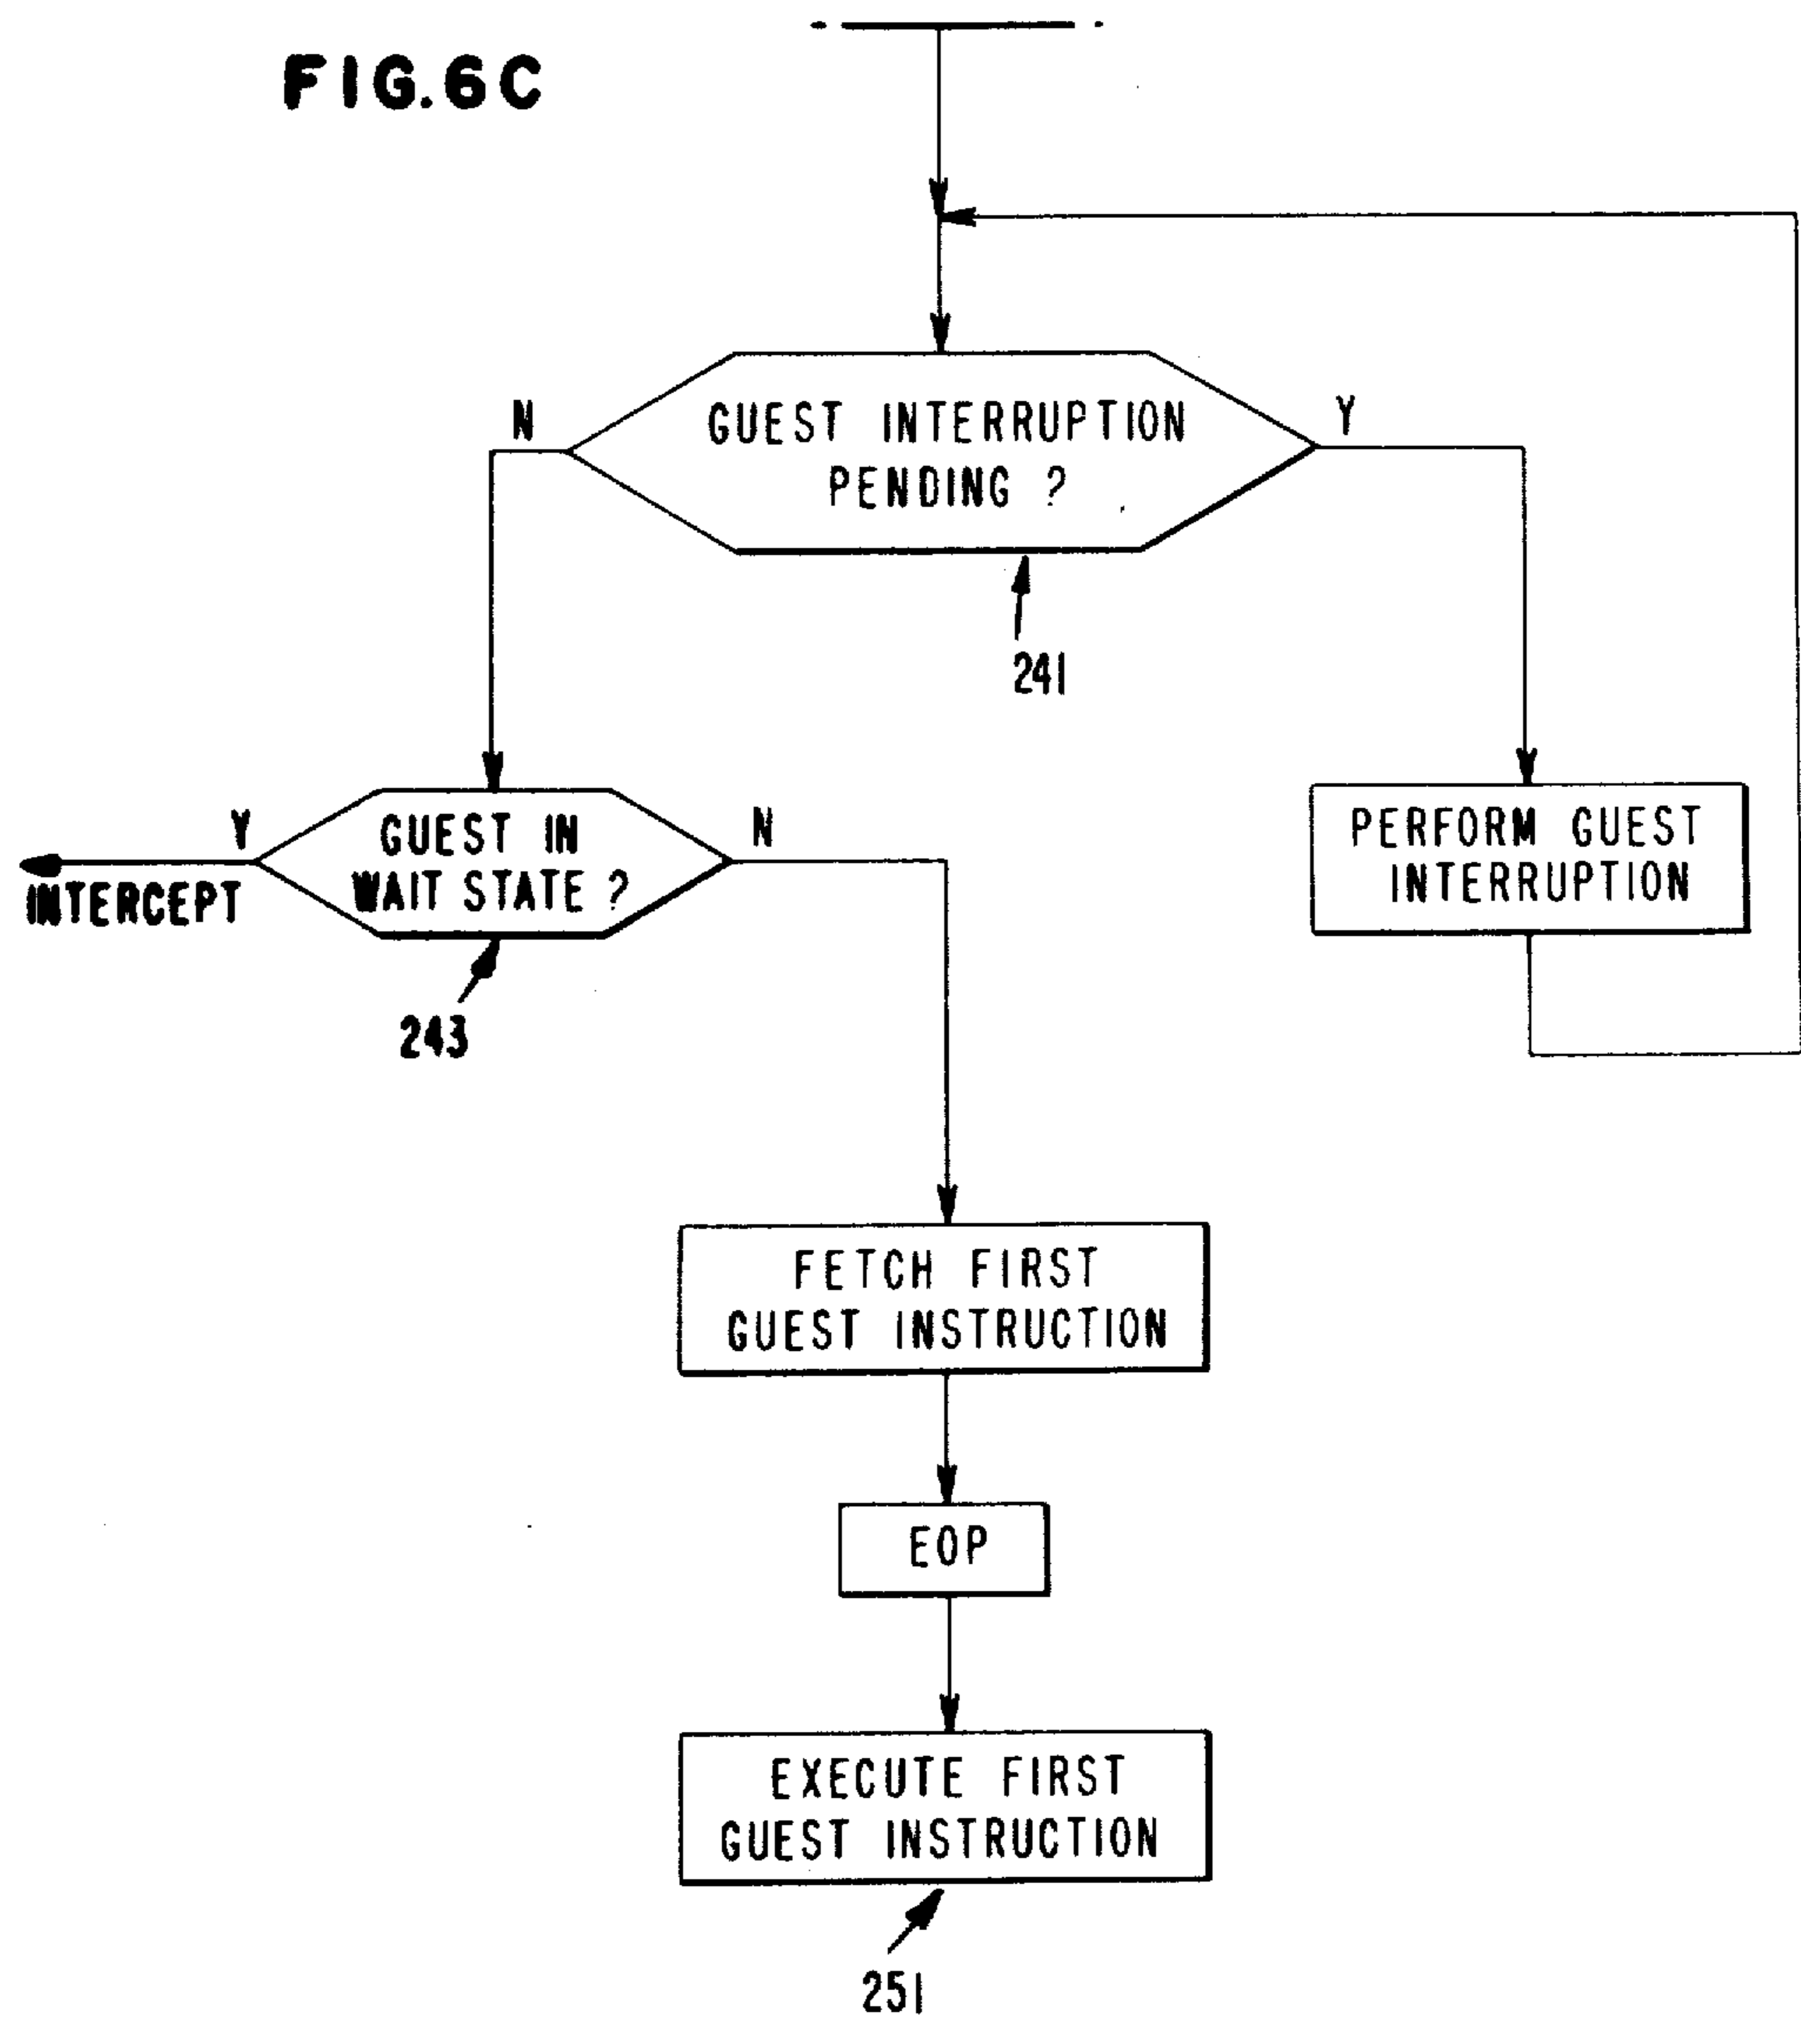 FIG.6C
N
GUEST INTERRUPTION
PENDING ?
Y
241
Y
GUEST IN
WAIT STATE ?
N
INTERCEPT
243
PERFORM GUEST
INTERRUPTION
FETCH FIRST
GUEST INSTRUCTION
EOP
EXECUTE FIRST
GUEST INSTRUCTION
251